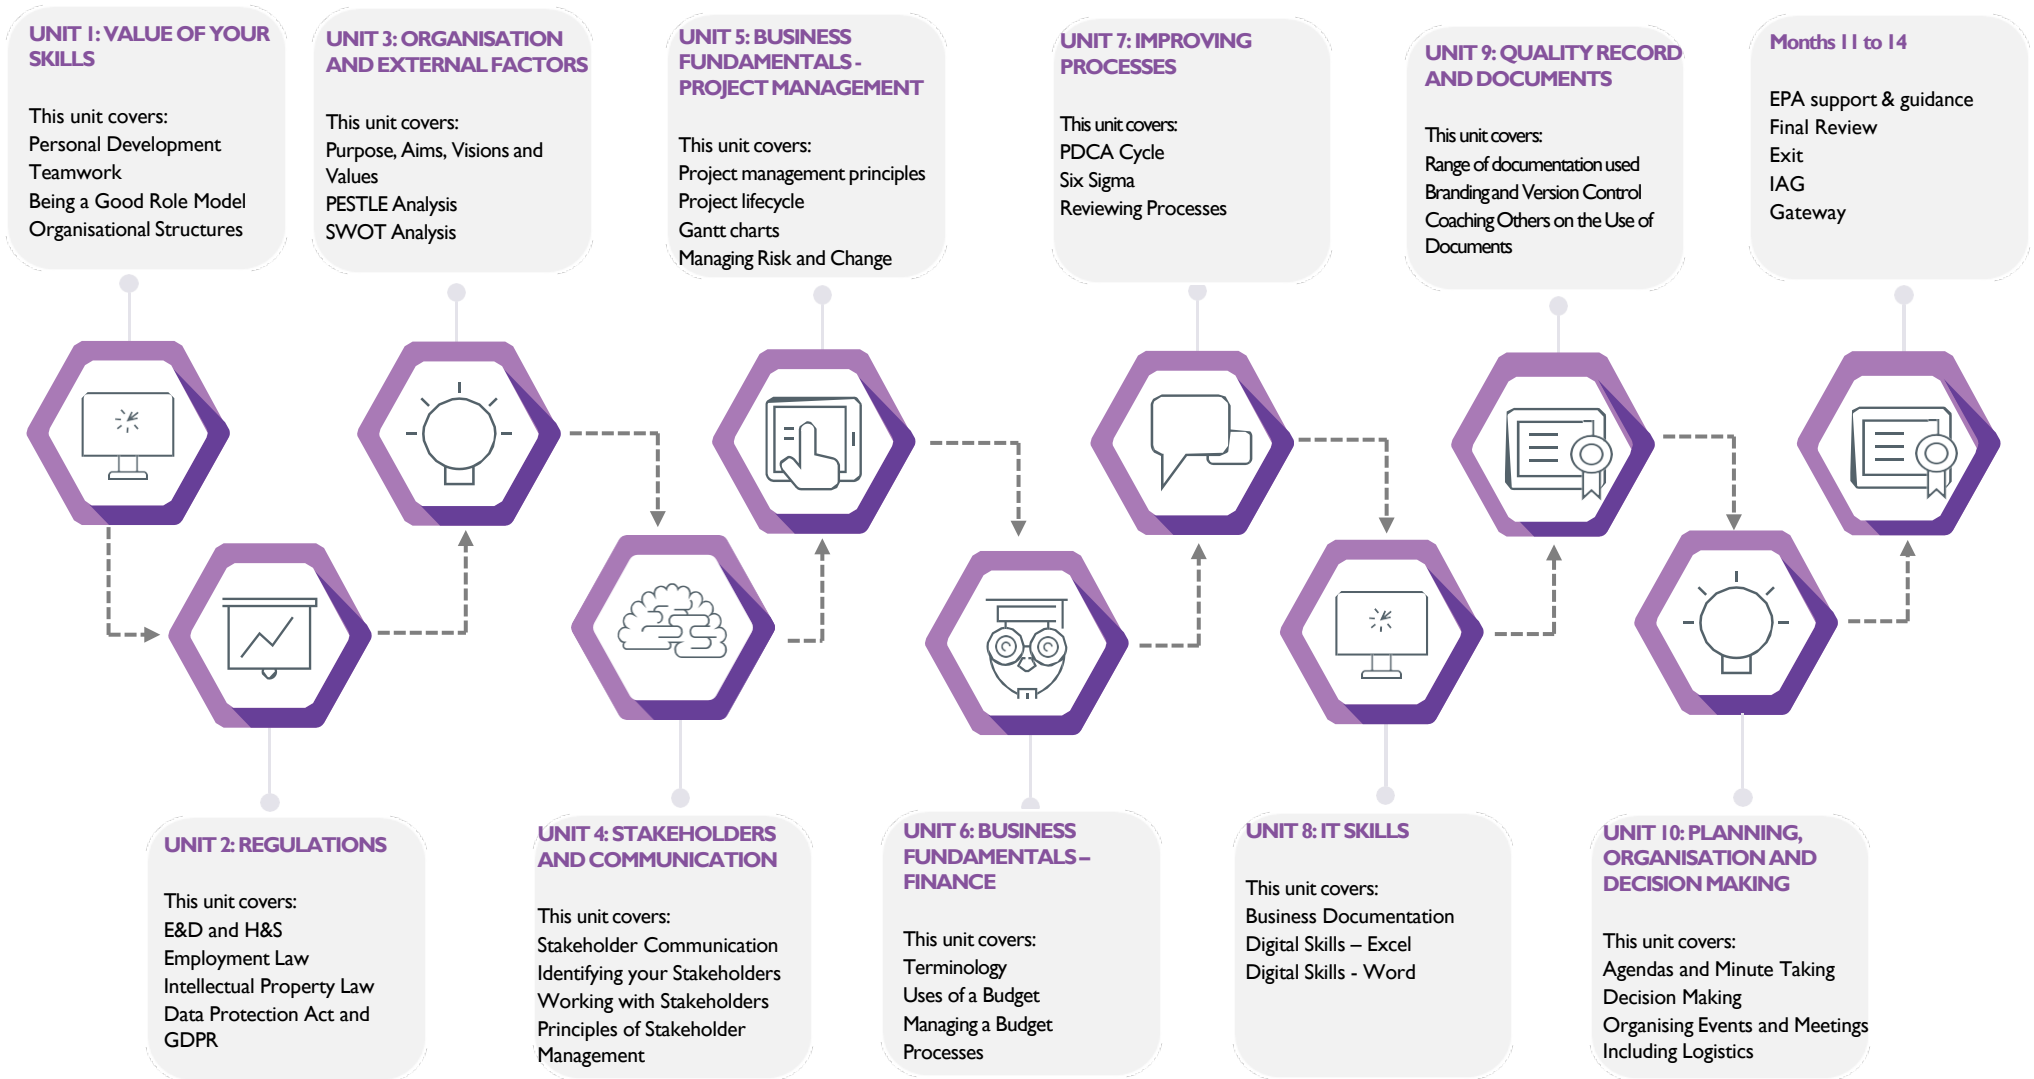 UNIT 1: VALUE OF YOUR
SKILLS
This unit covers:
Personal Development
Teamwork
Being a Good Role Model
Organisational Structures
UNIT 2: REGULATIONS
This unit covers:
E&D and H&S
Employment Law
Intellectual Property Law
Data Protection Act and
GDPR
UNIT 3: ORGANISATION
AND EXTERNAL FACTORS
This unit covers:
Purpose, Aims, Visions and
Values
PESTLE Analysis
SWOT Analysis
UNIT 4: STAKEHOLDERS
AND COMMUNICATION
This unit covers:
Stakeholder Communication
Identifying your Stakeholders
Working with Stakeholders
Principles of Stakeholder
Management
UNIT 5: BUSINESS
FUNDAMENTALS -
PROJECT MANAGEMENT
This unit covers:
Project management principles
Project lifecycle
Gantt charts
Managing Risk and Change
UNIT 6: BUSINESS
FUNDAMENTALS –
FINANCE
This unit covers:
Terminology
Uses of a Budget
Managing a Budget
Processes
UNIT 7: IMPROVING
PROCESSES
This unit covers:
PDCA Cycle
Six Sigma
Reviewing Processes
UNIT 8: IT SKILLS
This unit covers:
Business Documentation
Digital Skills – Excel
Digital Skills - Word
UNIT 9: QUALITY RECORD
AND DOCUMENTS
This unit covers:
Range of documentation used
Branding and Version Control
Coaching Others on the Use of
Documents
UNIT 10: PLANNING,
ORGANISATION AND
DECISION MAKING
This unit covers:
Agendas and Minute Taking
Decision Making
Organising Events and Meetings
Including Logistics
Months 11 to 14
EPA support & guidance
Final Review
Exit
IAG
Gateway